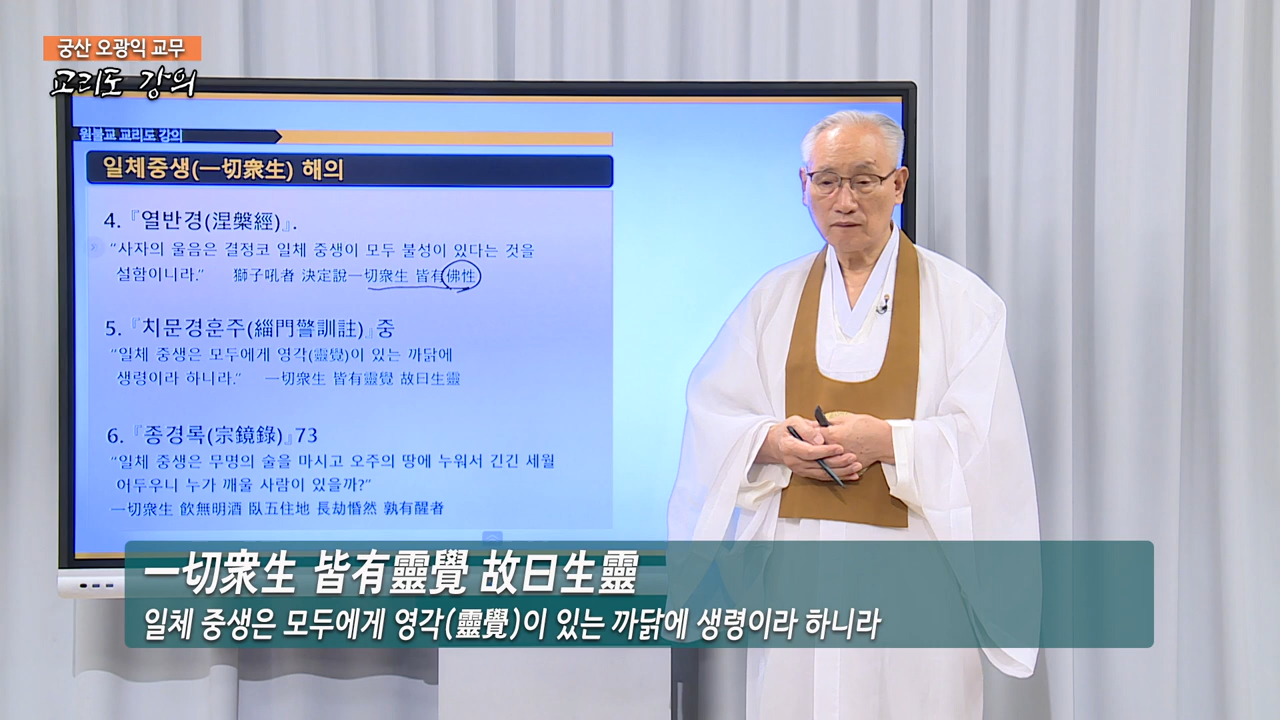 궁산 오광익 교무
교리도 강의
원불교 교리도 강의
일체중생(一切衆生) 해의
4. 『열반경(涅槃經)』.
“사자의 울음은 결정코 일체 중생이 모두 불성이 있다는 것을
설함이니라.” 獅子吼者 決定說一切衆生 皆有佛性
5. 『치문경훈주(緇門警訓註)』중
“일체 중생은 모두에게 영각(靈覺)이 있는 까닭에
생령이라 하니라.” 一切衆生 皆有靈覺 故曰生靈
6. 『종경록(宗鏡錄)』73
“일체 중생은 무명의 술을 마시고 오주의 땅에 누워서 긴긴 세월
어두우니 누가 깨울 사람이 있을까?”
一切衆生 飮無明酒 臥五住地 長劫惛然 孰有醒者
一切衆生 皆有靈覺 故曰生靈
일체 중생은 모두에게 영각(靈覺)이 있는 까닭에 생령이라 하니라